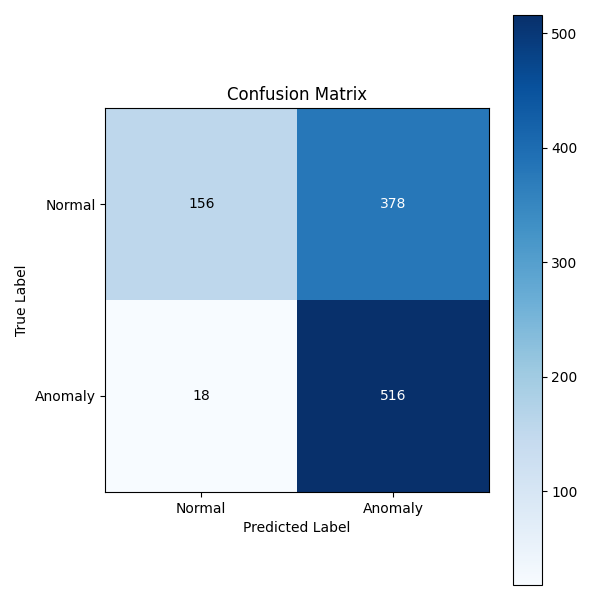 Confusion Matrix
500
400
300
200
100
True Label
Normal
156
378
Anomaly
18
516
Normal
Anomaly
Predicted Label